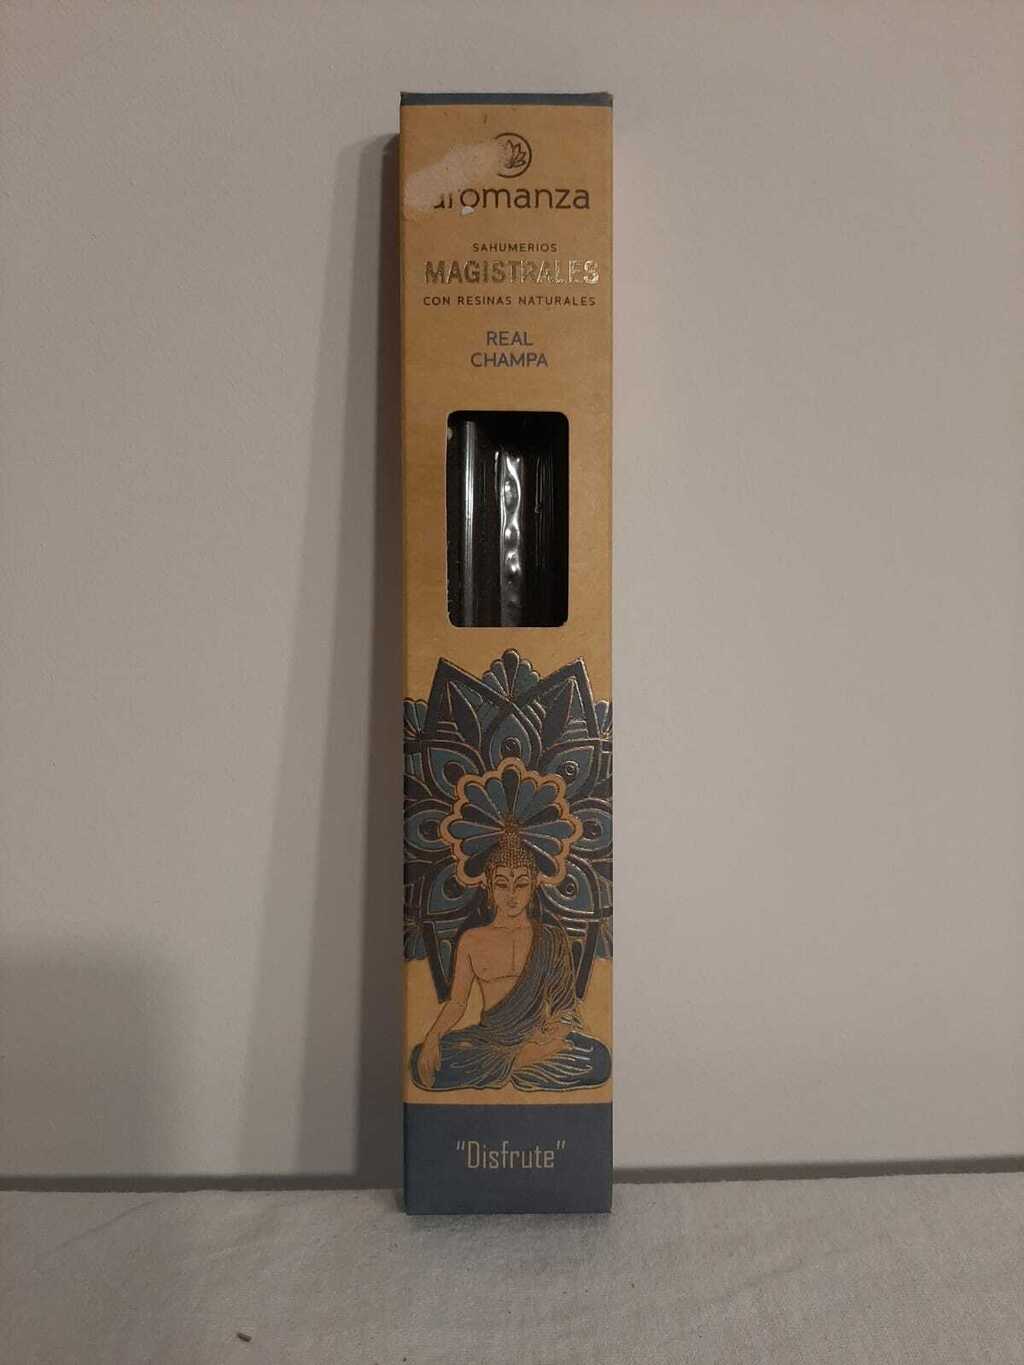 aromanza
SAHUMERIOS
MAGISTRALES
CON RESINAS NATURALES
REAL
CHAMPA
"Disfrute"